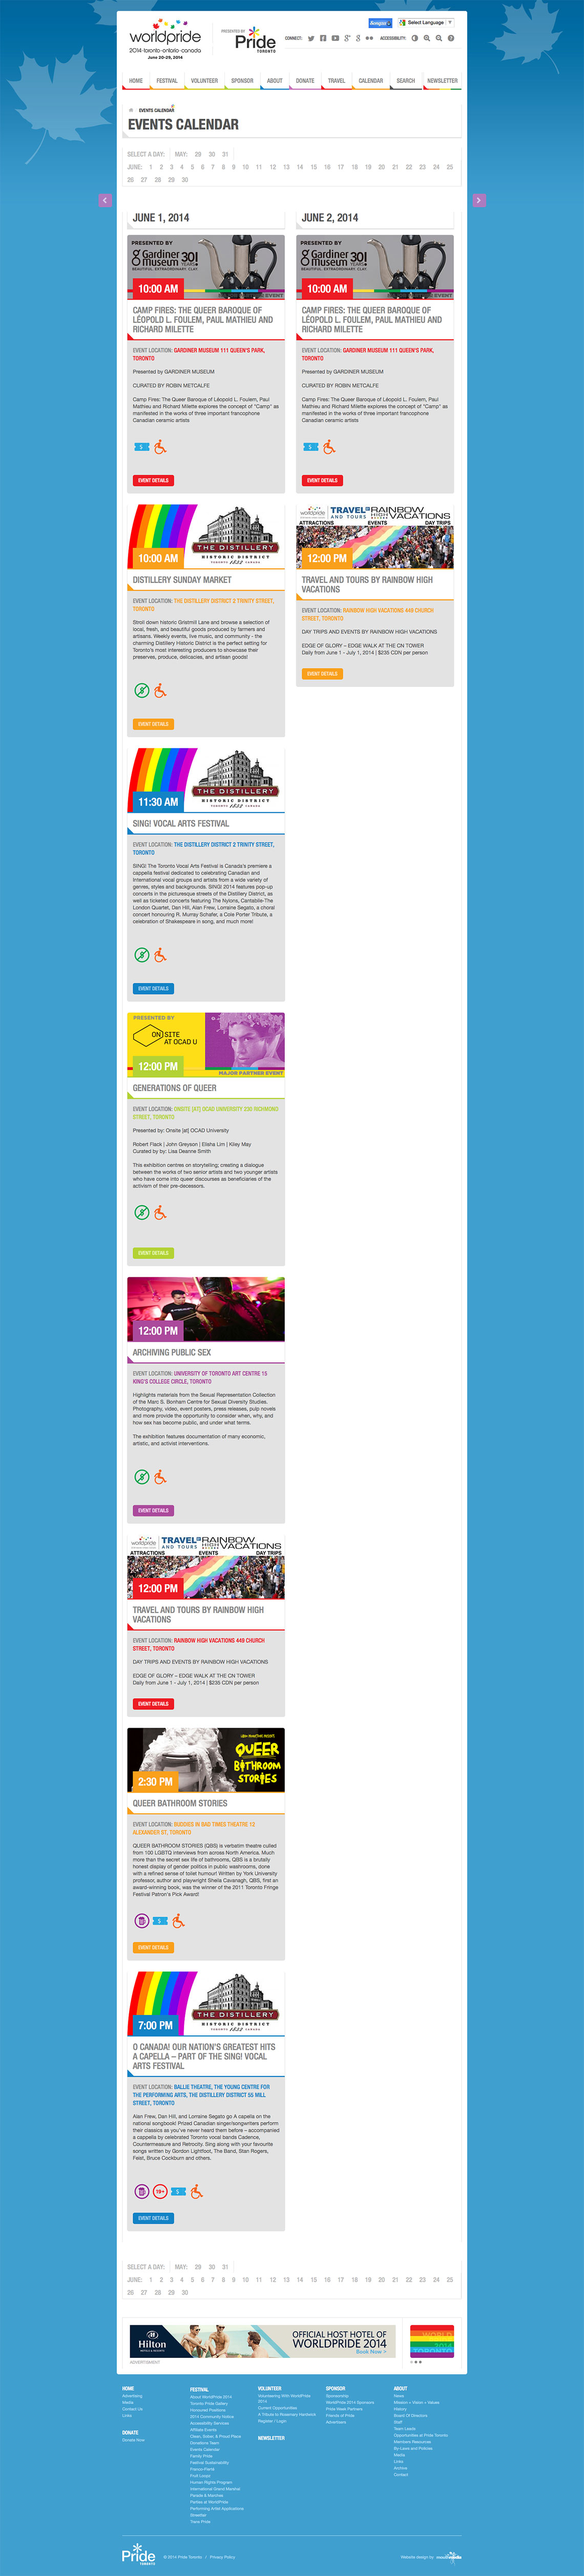 worldpride
2014·toronto·ontario·canada
June 20-29, 2014
PRESENTED BY
Pride
TORONTO
Select Language ▼
CONNECT:
ACCESSIBILITY:
HOME FESTIVAL VOLUNTEER SPONSOR ABOUT DONATE TRAVEL CALENDAR SEARCH NEWSLETTER
EVENTS CALENDAR
EVENTS CALENDAR
SELECT A DAY: MAY: 29 30 31
JUNE: 1 2 3 4 5 6 7 8 9 10 11 12 13 14 15 16 17 18 19 20 21 22 23 24 25
26 27 28 29 30
JUNE 1, 2014
PRESENTED BY
Gardiner museum 30!
YEARS
BEAUTIFUL. EXTRAORDINARY. CLAY.
10:00 AM
EVENT
CAMP FIRES: THE QUEER BAROQUE OF
LÉOPOLD L. FOULEM, PAUL MATHIEU AND
RICHARD MILETTE
EVENT LOCATION: GARDINER MUSEUM 111 QUEEN'S PARK,
TORONTO
Presented by GARDINER MUSEUM
CURATED BY ROBIN METCALFE
Camp Fires: The Queer Baroque of Léopold L. Foulem, Paul
Mathieu and Richard Milette explores the concept of "Camp" as
manifested in the works of three important francophone
Canadian ceramic artists
EVENT DETAILS
THE DISTILLERY
HISTORIC DISTRICT
TORONTO 1832 CANADA
10:00 AM
DISTILLERY SUNDAY MARKET
EVENT LOCATION: THE DISTILLERY DISTRICT 2 TRINITY STREET,
TORONTO
Stroll down historic Gristmill Lane and browse a selection of
local, fresh, and beautiful goods produced by farmers and
artisans. Weekly events, live music, and community - the
charming Distillery Historic District is the perfect setting for
Toronto's most interesting producers to showcase their
preserves, produce, delicacies, and artisan goods!
EVENT DETAILS
THE DISTILLERY
HISTORIC DISTRICT
TORONTO 1832 CANADA
11:30 AM
SING! VOCAL ARTS FESTIVAL
EVENT LOCATION: THE DISTILLERY DISTRICT 2 TRINITY STREET,
TORONTO
SING! The Toronto Vocal Arts Festival is Canada's premiere a
cappella festival dedicated to celebrating Canadian and
International vocal groups and artists from a wide variety of
genres, styles and backgrounds. SING! 2014 features pop-up
concerts in the picturesque streets of the Distillery District, as
well as ticketed concerts featuring The Nylons, Cantabile-The
London Quartet, Dan Hill, Alan Frew, Lorraine Segato, a choral
concert honouring R. Murray Schafer, a Cole Porter Tribute, a
celebration of Shakespeare in song, and much more!
EVENT DETAILS
PRESENTED BY
ON SITE
AT OCAD U
12:00 PM
MAJOR PARTNER EVENT
GENERATIONS OF QUEER
EVENT LOCATION: ONSITE [AT] OCAD UNIVERSITY 230 RICHMOND
STREET, TORONTO
Presented by: Onsite [at] OCAD University
Robert Flack | John Greyson | Elisha Lim | Kiley May
Curated by by: Lisa Deanne Smith
This exhibition centres on storytelling; creating a dialogue
between the works of two senior artists and two younger artists
who have come into queer discourses as beneficiaries of the
activism of their pre-decessors.
EVENT DETAILS
12:00 PM
ARCHIVING PUBLIC SEX
EVENT LOCATION: UNIVERSITY OF TORONTO ART CENTRE 15
KING'S COLLEGE CIRCLE, TORONTO
Highlights materials from the Sexual Representation Collection
of the Marc S. Bonham Centre for Sexual Diversity Studies.
Photography, video, event posters, press releases, pulp novels
and more provide the opportunity to consider when, why, and
how sex has become public, and under what terms.
The exhibition features documentation of many economic,
artistic, and activist interventions.
EVENT DETAILS
worldpride TRAVEL AND TOURS BY RAINBOW HIGH VACATIONS
ATTRACTIONS EVENTS DAY TRIPS
12:00 PM
TRAVEL AND TOURS BY RAINBOW HIGH
VACATIONS
EVENT LOCATION: RAINBOW HIGH VACATIONS 449 CHURCH
STREET, TORONTO
DAY TRIPS AND EVENTS BY RAINBOW HIGH VACATIONS
EDGE OF GLORY – EDGE WALK AT THE CN TOWER
Daily from June 1 - July 1, 2014 | $235 CDN per person
EVENT DETAILS
QUEER
BATHROOM
STORIES
2:30 PM
QUEER BATHROOM STORIES
EVENT LOCATION: BUDDIES IN BAD TIMES THEATRE 12
ALEXANDER ST, TORONTO
QUEER BATHROOM STORIES (QBS) is verbatim theatre culled
from 100 LGBTQ interviews from across North America. Much
more than the secret sex life of bathrooms, QBS is a brutally
honest display of gender politics in public washrooms, done
with a refined sense of toilet humour! Written by York University
professor, author and playwright Sheila Cavanagh, QBS, first an
award-winning book, was the winner of the 2011 Toronto Fringe
Festival Patron's Pick Award!
EVENT DETAILS
THE DISTILLERY
HISTORIC DISTRICT
TORONTO 1832 CANADA
7:00 PM
O CANADA! OUR NATION'S GREATEST HITS
A CAPELLA – PART OF THE SING! VOCAL
ARTS FESTIVAL
EVENT LOCATION: BALLIE THEATRE, THE YOUNG CENTRE FOR
THE PERFORMING ARTS, THE DISTILLERY DISTRICT 55 MILL
STREET, TORONTO
Alan Frew, Dan Hill, and Lorraine Segato go A capella on the
national songbook! Prized Canadian singer/songwriters perform
their classics as you've never heard them before – accompanied
a cappella by celebrated Toronto vocal bands Cadence,
Countermeasure and Retrocity. Sing along with your favourite
songs written by Gordon Lightfoot, The Band, Stan Rogers,
Feist, Bruce Cockburn and others.
19+
EVENT DETAILS
JUNE 2, 2014
PRESENTED BY
Gardiner museum 30!
YEARS
BEAUTIFUL. EXTRAORDINARY. CLAY.
10:00 AM
EVENT
CAMP FIRES: THE QUEER BAROQUE OF
LÉOPOLD L. FOULEM, PAUL MATHIEU AND
RICHARD MILETTE
EVENT LOCATION: GARDINER MUSEUM 111 QUEEN'S PARK,
TORONTO
Presented by GARDINER MUSEUM
CURATED BY ROBIN METCALFE
Camp Fires: The Queer Baroque of Léopold L. Foulem, Paul
Mathieu and Richard Milette explores the concept of "Camp" as
manifested in the works of three important francophone
Canadian ceramic artists
EVENT DETAILS
worldpride TRAVEL AND TOURS BY RAINBOW HIGH VACATIONS
ATTRACTIONS EVENTS DAY TRIPS
12:00 PM
TRAVEL AND TOURS BY RAINBOW HIGH
VACATIONS
EVENT LOCATION: RAINBOW HIGH VACATIONS 449 CHURCH
STREET, TORONTO
DAY TRIPS AND EVENTS BY RAINBOW HIGH VACATIONS
EDGE OF GLORY – EDGE WALK AT THE CN TOWER
Daily from June 1 - July 1, 2014 | $235 CDN per person
EVENT DETAILS
SELECT A DAY: MAY: 29 30 31
JUNE: 1 2 3 4 5 6 7 8 9 10 11 12 13 14 15 16 17 18 19 20 21 22 23 24 25
26 27 28 29 30
Hilton
HOTELS & RESORTS
OFFICIAL HOST HOTEL OF
WORLDPRIDE 2014
Book Now >
ADVERTISEMENT
WORLD
2014
TORONTO
HOME
Advertising
Media
Contact Us
Links
DONATE
Donate Now
FESTIVAL
About WorldPride 2014
Toronto Pride Gallery
Honoured Positions
2014 Community Notice
Accessibility Services
Affiliate Events
Clean, Sober, & Proud Place
Donations Team
Events Calendar
Family Pride
Festival Sustainability
Franco-Fierté
Fruit Loopz
Human Rights Program
International Grand Marshal
Parade & Marches
Parties at WorldPride
Performing Artist Applications
Streetfair
Trans Pride
VOLUNTEER
Volunteering With WorldPride
2014
Current Opportunities
A Tribute to Rosemary Hardwick
Register / Login
NEWSLETTER
SPONSOR
Sponsorship
WorldPride 2014 Sponsors
Pride Week Partners
Friends of Pride
Advertisers
ABOUT
News
Mission + Vision + Values
History
Board Of Directors
Staff
Team Leads
Opportunities at Pride Toronto
Members Resources
By-Laws and Policies
Media
Links
Archive
Contact
Pride
TORONTO
© 2014 Pride Toronto | Privacy Policy
Website design by